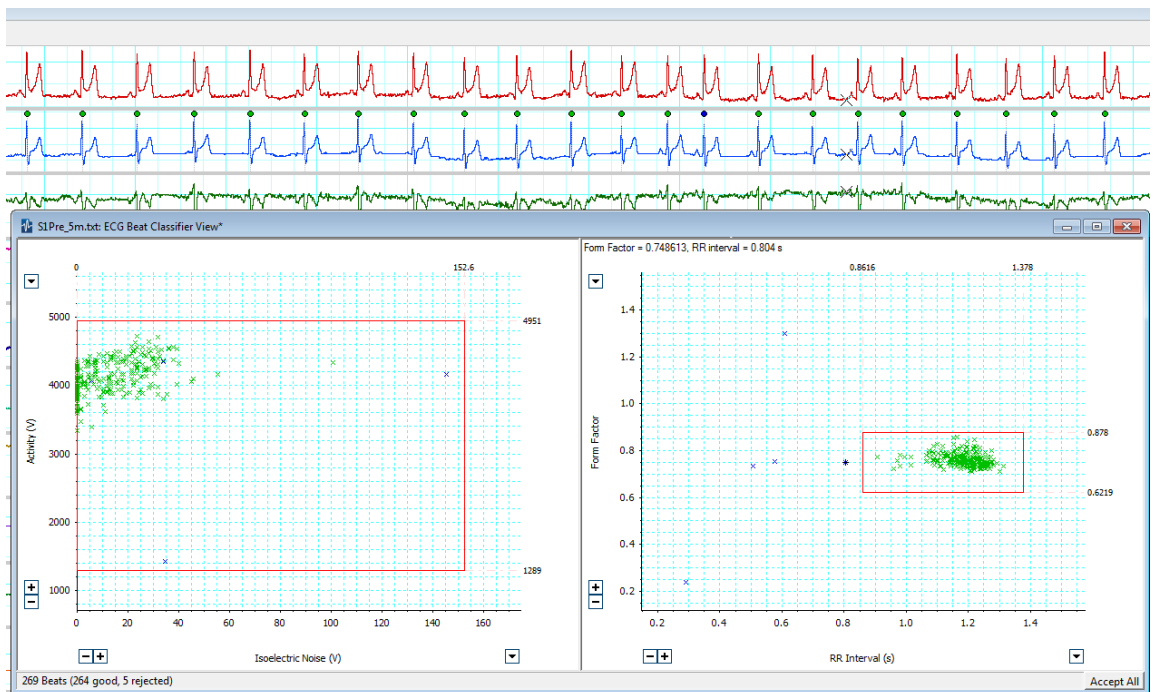 S1Pre_5m.txt: ECG Beat Classifier View*
Form Factor = 0.748613, RR interval = 0.804 s
0 152.6
5000
4951
4000
3000
2000
1289
1000
Activity (V)
0 20 40 60 80 100 120 140 160
Isoelectric Noise (V)
0.8616 1.378
1.4
1.2
1.0
0.878
0.8
0.6219
0.6
0.4
0.2
Form Factor
0.2 0.4 0.6 0.8 1.0 1.2 1.4
RR Interval (s)
269 Beats (264 good, 5 rejected) Accept All